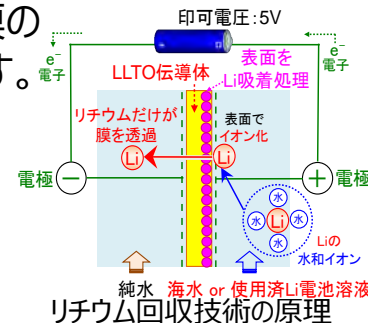 膜の
す。
印可電圧：5V
e-
電子
e-
電子
LLTO伝導体
表面を
Li吸着処理
リチウムだけが
膜を透過
表面で
イオン化
Li
Li
電極
－
＋
電極
水
水
Li
水
水
Liの
水和イオン
純水
海水 or 使用済Li電池溶液
リチウム回収技術の原理